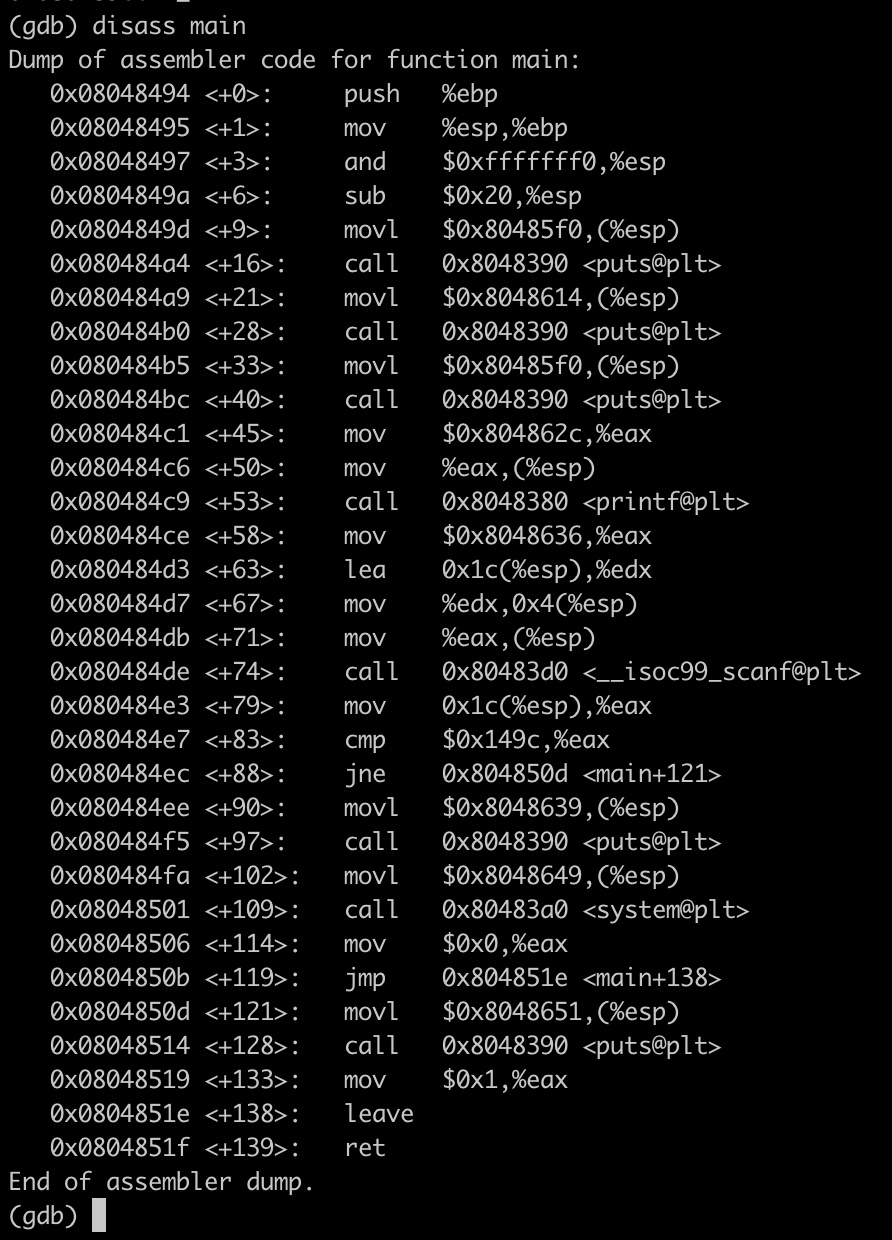 (gdb) disass main
Dump of assembler code for function main:
   0x08048494 <+0>:     push   %ebp
   0x08048495 <+1>:     mov    %esp,%ebp
   0x08048497 <+3>:     and    $0xfffffff0,%esp
   0x0804849a <+6>:     sub    $0x20,%esp
   0x0804849d <+9>:     movl   $0x80485f0,(%esp)
   0x080484a4 <+16>:    call   0x8048390 <puts@plt>
   0x080484a9 <+21>:    movl   $0x8048614,(%esp)
   0x080484b0 <+28>:    call   0x8048390 <puts@plt>
   0x080484b5 <+33>:    movl   $0x80485f0,(%esp)
   0x080484bc <+40>:    call   0x8048390 <puts@plt>
   0x080484c1 <+45>:    mov    $0x804862c,%eax
   0x080484c6 <+50>:    mov    %eax,(%esp)
   0x080484c9 <+53>:    call   0x8048380 <printf@plt>
   0x080484ce <+58>:    mov    $0x8048636,%eax
   0x080484d3 <+63>:    lea    0x1c(%esp),%edx
   0x080484d7 <+67>:    mov    %edx,0x4(%esp)
   0x080484db <+71>:    mov    %eax,(%esp)
   0x080484de <+74>:    call   0x80483d0 <__isoc99_scanf@plt>
   0x080484e3 <+79>:    mov    0x1c(%esp),%eax
   0x080484e7 <+83>:    cmp    $0x149c,%eax
   0x080484ec <+88>:    jne    0x804850d <main+121>
   0x080484ee <+90>:    movl   $0x8048639,(%esp)
   0x080484f5 <+97>:    call   0x8048390 <puts@plt>
   0x080484fa <+102>:   movl   $0x8048649,(%esp)
   0x08048501 <+109>:   call   0x80483a0 <system@plt>
   0x08048506 <+114>:   mov    $0x0,%eax
   0x0804850b <+119>:   jmp    0x804851e <main+138>
   0x0804850d <+121>:   movl   $0x8048651,(%esp)
   0x08048514 <+128>:   call   0x8048390 <puts@plt>
   0x08048519 <+133>:   mov    $0x1,%eax
   0x0804851e <+138>:   leave
   0x0804851f <+139>:   ret
End of assembler dump.
(gdb)